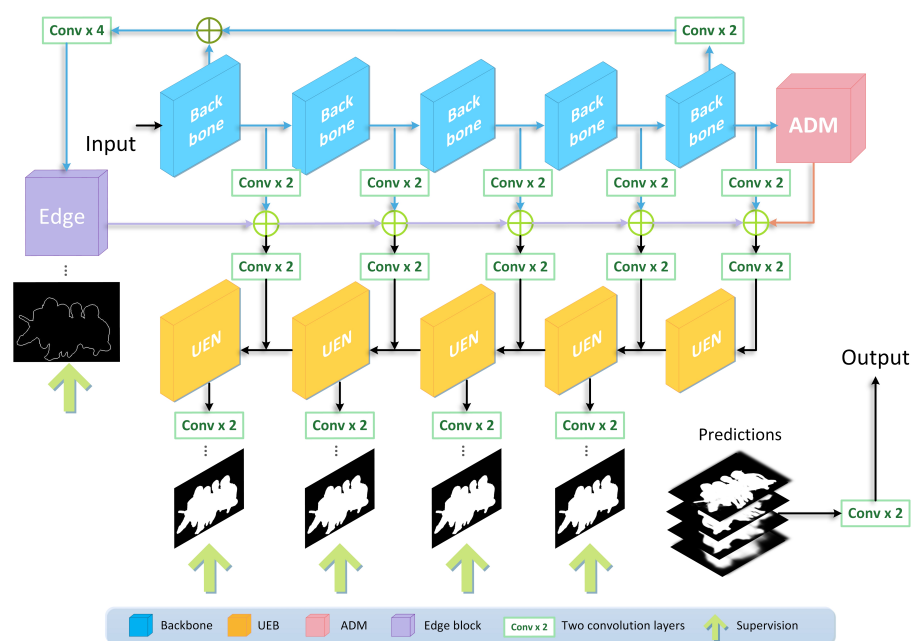 Conv x 4
Conv x 2
Back bone
Back bone
Back bone
Back bone
Back bone
ADM
Input
Conv x 2
Conv x 2
Conv x 2
Conv x 2
Conv x 2
Edge
Conv x 2
Conv x 2
Conv x 2
Conv x 2
Conv x 2
UEN
UEN
UEN
UEN
UEN
Output
Conv x 2
Conv x 2
Conv x 2
Conv x 2
Predictions
Conv x 2
Backbone
UEB
ADM
Edge block
Conv x 2
Two convolution layers
Supervision